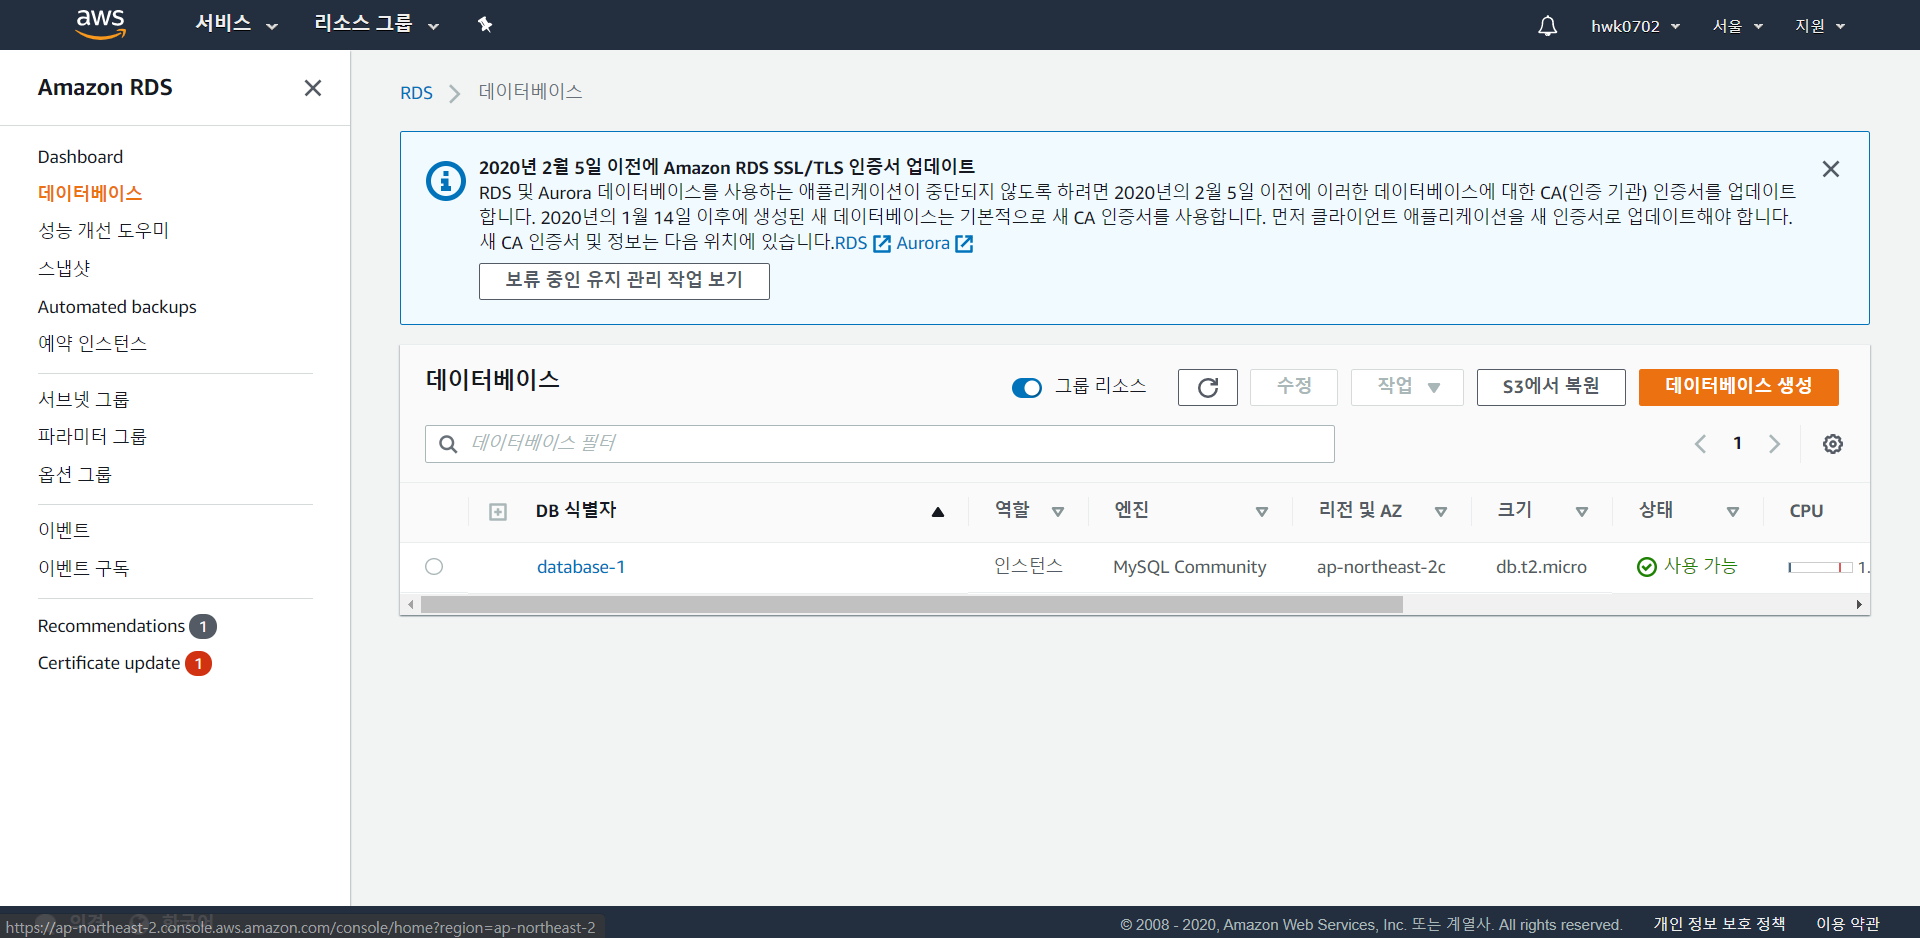 aws
서비스
리소스 그룹
hwk0702
서울
지원
Amazon RDS
Dashboard
데이터베이스
성능 개선 도우미
스냅샷
Automated backups
예약 인스턴스
서브넷 그룹
파라미터 그룹
옵션 그룹
이벤트
이벤트 구독
Recommendations 1
Certificate update 1
RDS
데이터베이스
2020년 2월 5일 이전에 Amazon RDS SSL/TLS 인증서 업데이트
RDS 및 Aurora 데이터베이스를 사용하는 애플리케이션이 중단되지 않도록 하려면 2020년의 2월 5일 이전에 이러한 데이터베이스에 대한 CA(인증 기관) 인증서를 업데이트
합니다. 2020년의 1월 14일 이후에 생성된 새 데이터베이스는 기본적으로 새 CA 인증서를 사용합니다. 먼저 클라이언트 애플리케이션을 새 인증서로 업데이트해야 합니다.
새 CA 인증서 및 정보는 다음 위치에 있습니다.RDS Aurora
보류 중인 유지 관리 작업 보기
데이터베이스
그룹 리소스
수정
작업
S3에서 복원
데이터베이스 생성
데이터베이스 필터
1
DB 식별자
역할
엔진
리전 및 AZ
크기
상태
CPU
database-1
인스턴스
MySQL Community
ap-northeast-2c
db.t2.micro
사용 가능
1.
의견
한국어
https://ap-northeast-2.console.aws.amazon.com/console/home?region=ap-northeast-2
© 2008 - 2020, Amazon Web Services, Inc. 또는 계열사. All rights reserved.
개인 정보 보호 정책
이용 약관